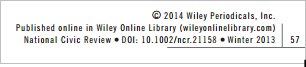 © 2014 Wiley Periodicals, Inc.
Published online in Wiley Online Library (wileyonlinelibrary.com)
National Civic Review • DOI: 10.1002/ncr.21158 • Winter 2013 57